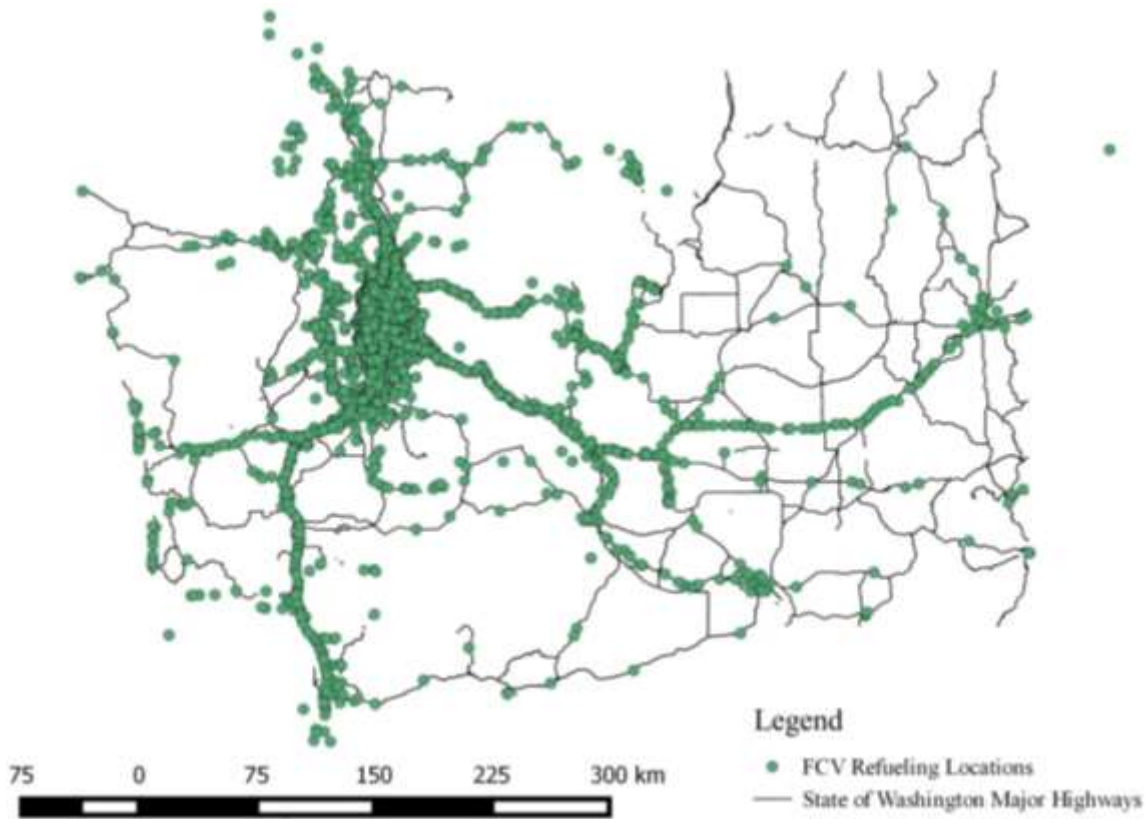 Legend
FCV Refueling Locations
State of Washington Major Highways
75 0 75 150 225 300 km